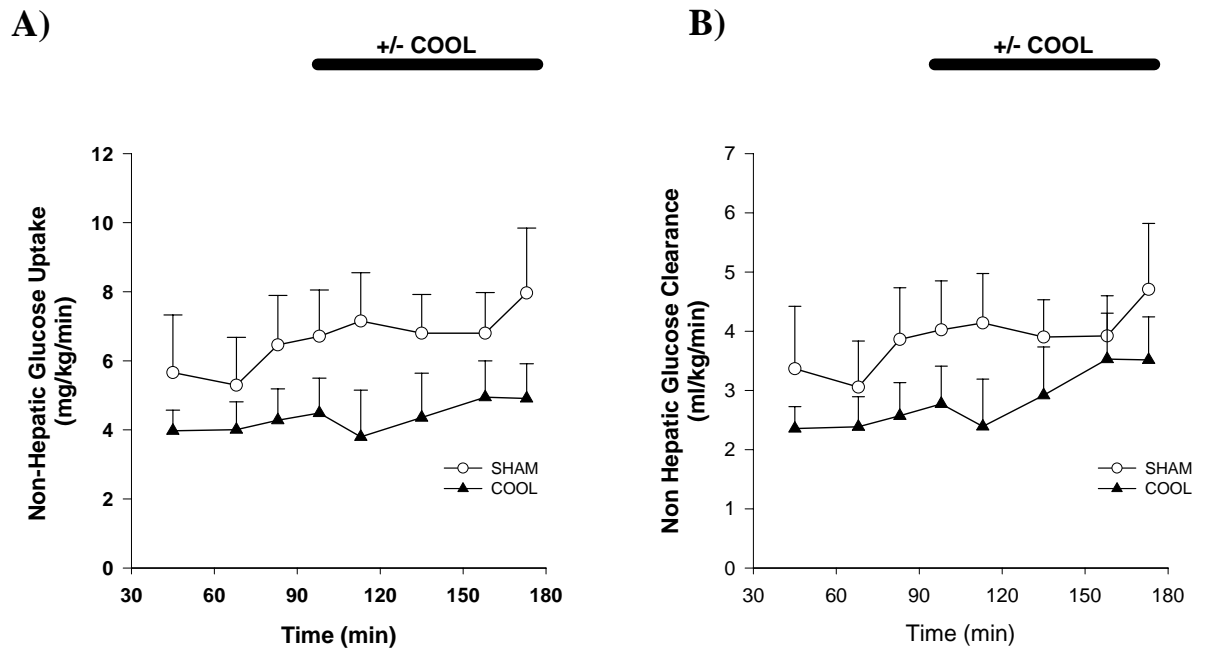 A)
+/- COOL
Non-Hepatic Glucose Uptake
(mg/kg/min)
12
10
8
6
4
2
0
SHAM
COOL
30 60 90 120 150 180
Time (min)
B)
+/- COOL
Non Hepatic Glucose Clearance
(ml/kg/min)
7
6
5
4
3
2
1
0
SHAM
COOL
30 60 90 120 150 180
Time (min)